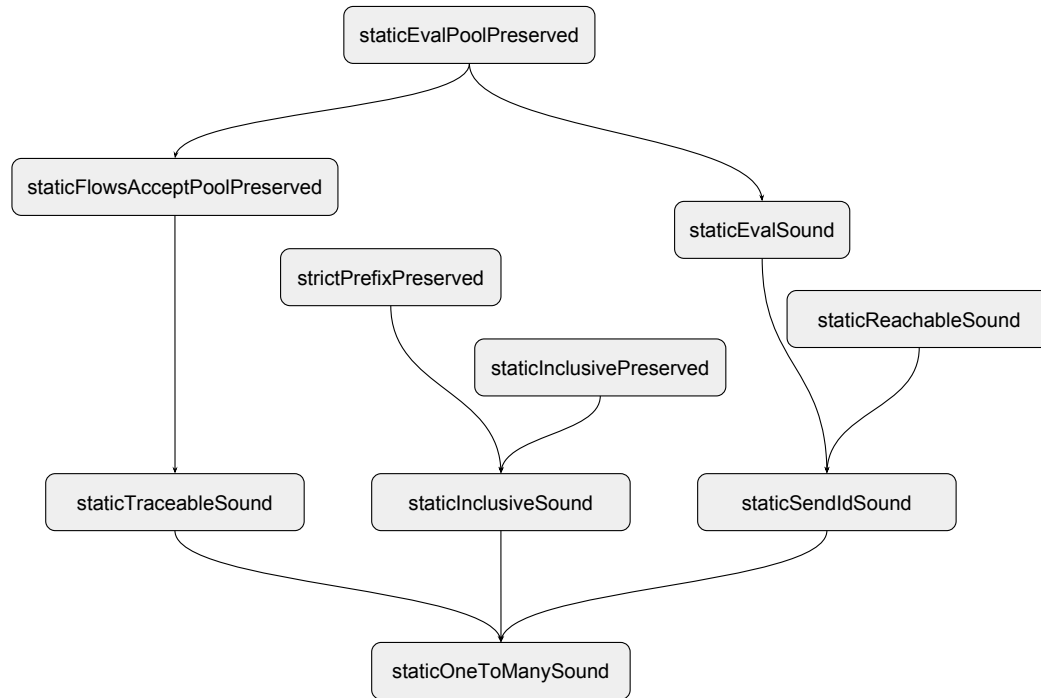 staticEvalPoolPreserved
staticFlowsAcceptPoolPreserved
staticEvalSound
strictPrefixPreserved
staticReachableSound
staticInclusivePreserved
staticTraceableSound
staticInclusiveSound
staticSendIdSound
staticOneToManySound